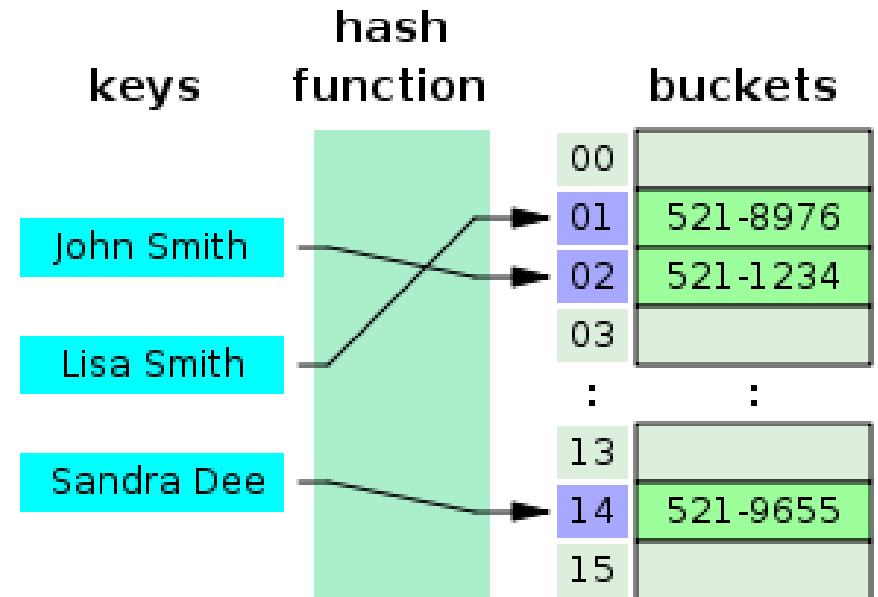 hash
keys function buckets
00
01 521-8976
John Smith
02 521-1234
03
Lisa Smith
: :
13
Sandra Dee
14 521-9655
15